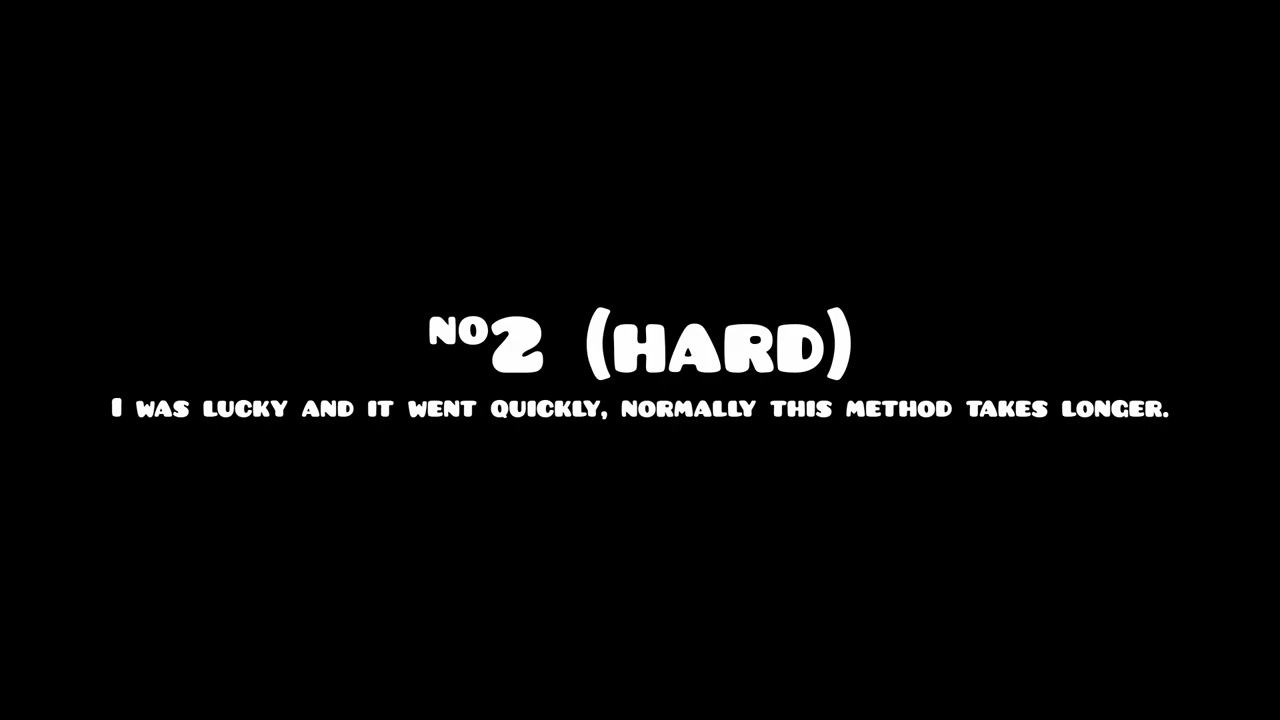 No2 (HARD)
I WAS LUCKY AND IT WENT QUICKLY, NORMALLY THIS METHOD TAKES LONGER.